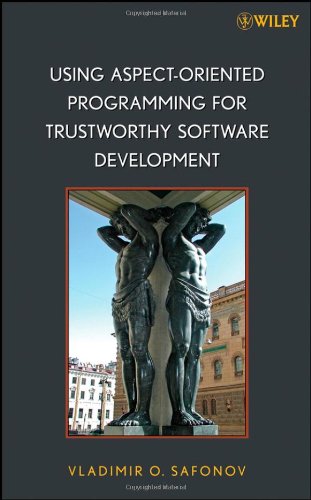 WILEY
USING ASPECT-ORIENTED
PROGRAMMING FOR
TRUSTWORTHY SOFTWARE
DEVELOPMENT
VLADIMIR O. SAFONOV